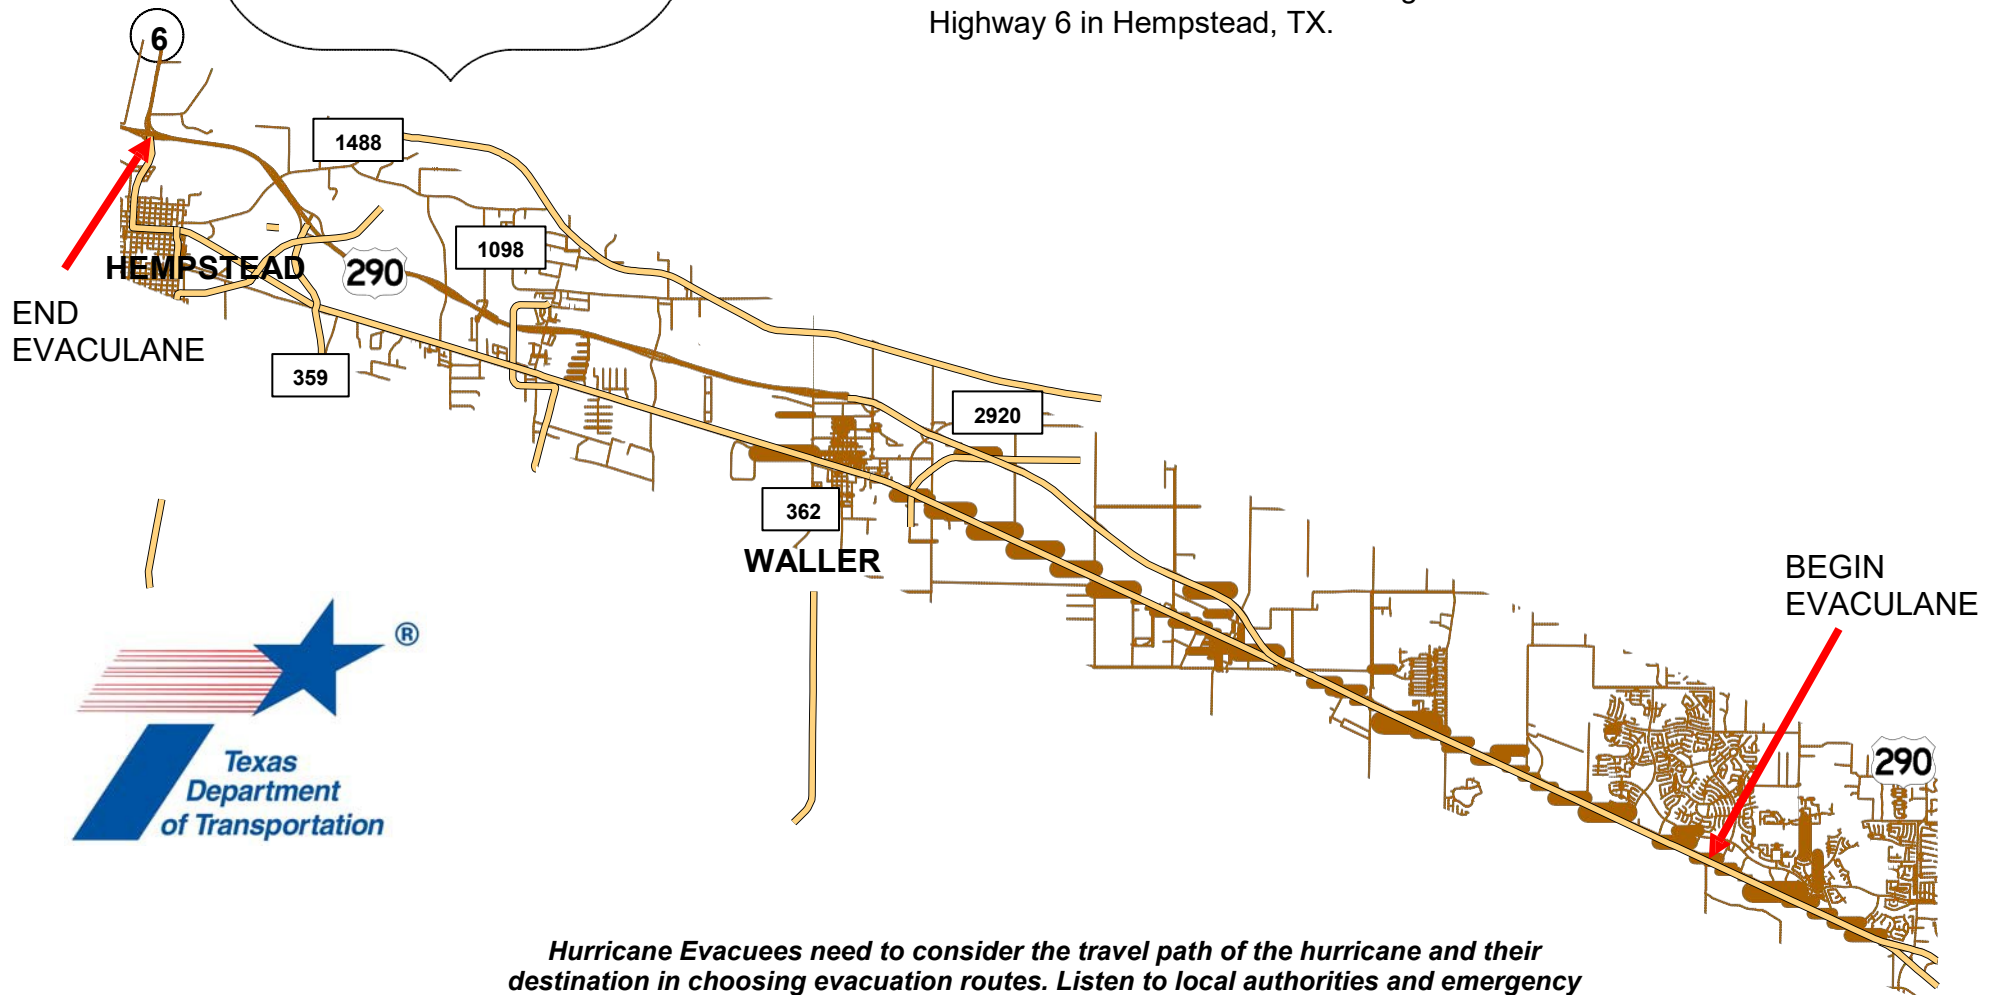 Highway 6 in Hempstead, TX.
6
1488
1098
HEMPSTEAD
290
END
EVACULANE
359
2920
362
WALLER
BEGIN
EVACULANE
290
®
Texas
Department
of Transportation
Hurricane Evacuees need to consider the travel path of the hurricane and their
destination in choosing evacuation routes. Listen to local authorities and emergency